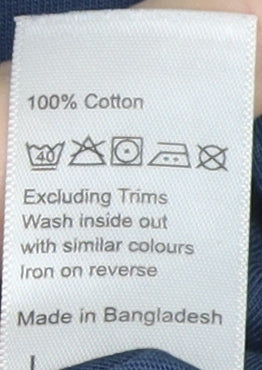 100% Cotton
40
Excluding Trims
Wash inside out
with similar colours
Iron on reverse
Made in Bangladesh